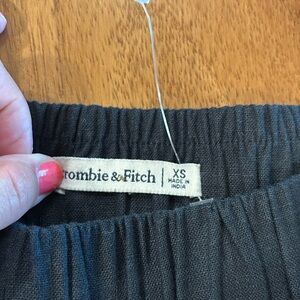 rombie & Fitch
XS
MADE IN
INDIA